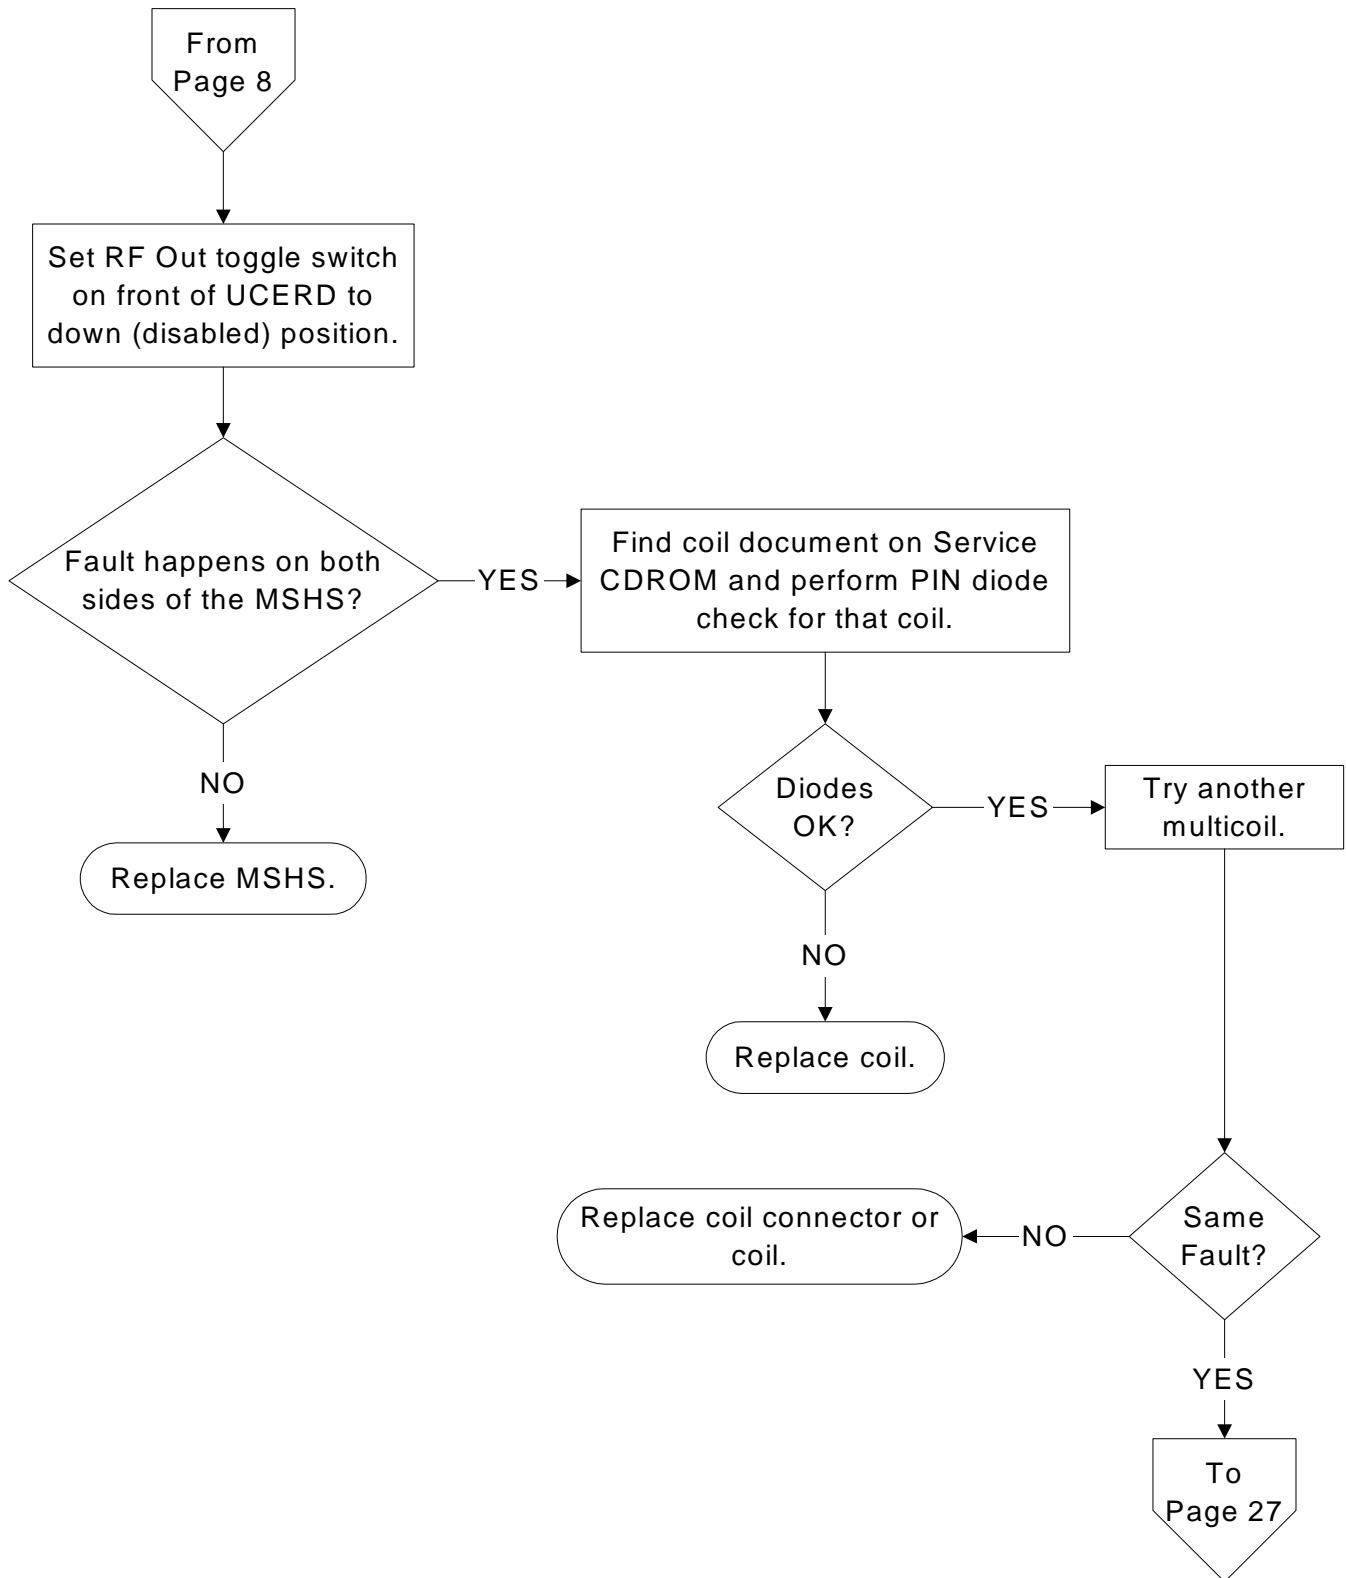 From
Page 8
Set RF Out toggle switch
on front of UCERD to
down (disabled) position.
Fault happens on both
sides of the MSHS?
YES
Find coil document on Service
CDROM and perform PIN diode
check for that coil.
NO
Replace MSHS.
Diodes
OK?
YES
Try another
multicoil.
NO
Replace coil.
Same
Fault?
NO
Replace coil connector or
coil.
YES
To
Page 27